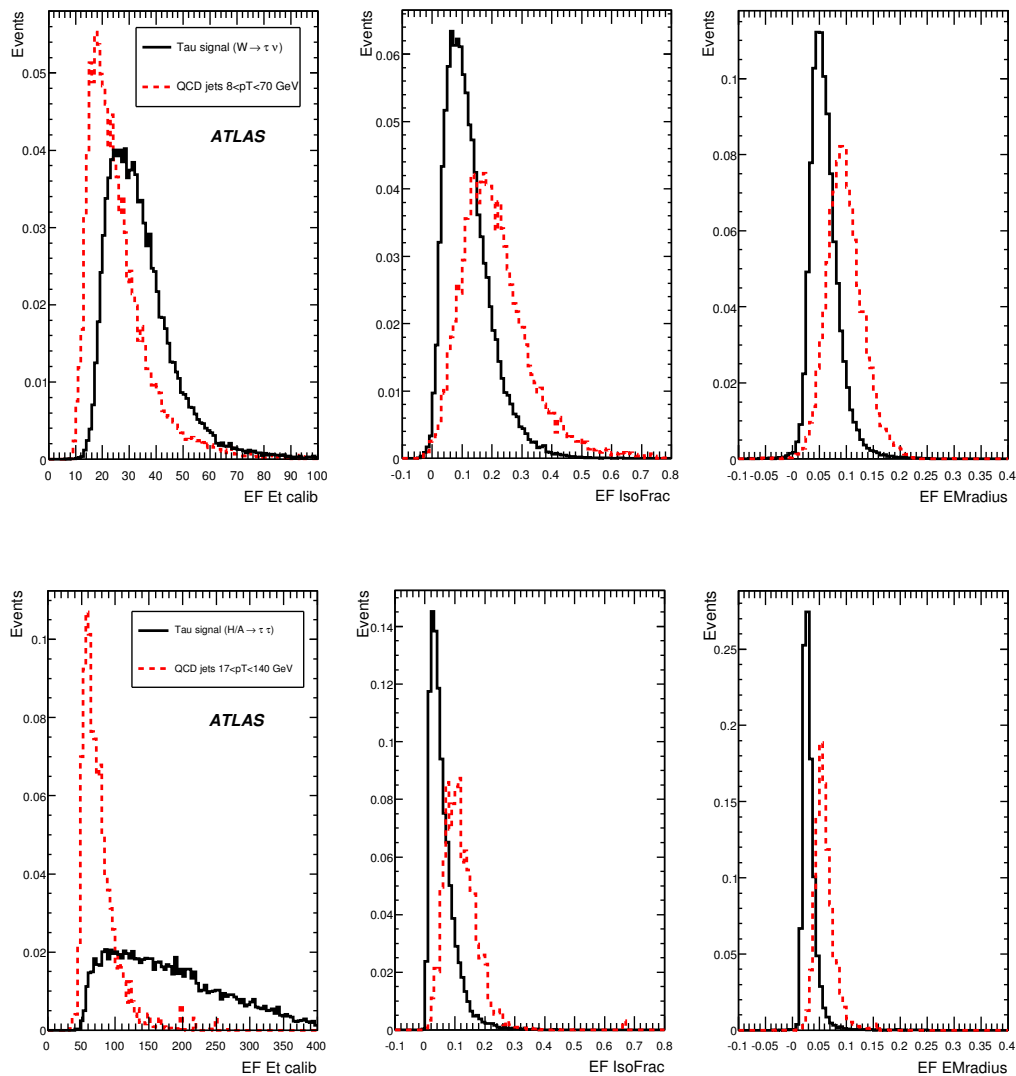 Events
Tau signal (W→τ ν)
QCD jets 8<pT<70 GeV
ATLAS
0.05
0.04
0.03
0.02
0.01
0
0 10 20 30 40 50 60 70 80 90 100
EF Et calib
Events
0.06
0.05
0.04
0.03
0.02
0.01
0.00
-0.1 0 0.1 0.2 0.3 0.4 0.5 0.6 0.7 0.8
EF IsoFrac
Events
0.1
0.08
0.06
0.04
0.02
0
-0.1 -0.05 -0 0.05 0.1 0.15 0.2 0.25 0.3 0.35 0.4
EF EMradius
Events
Tau signal (H/A→τ τ)
QCD jets 17<pT<140 GeV
ATLAS
0.1
0.08
0.06
0.04
0.02
0
0 50 100 150 200 250 300 350 400
EF Et calib
Events
0.14
0.12
0.1
0.08
0.06
0.04
0.02
0
-0.1 0 0.1 0.2 0.3 0.4 0.5 0.6 0.7 0.8
EF IsoFrac
Events
0.25
0.2
0.15
0.1
0.05
0
-0.1 -0.05 -0 0.05 0.1 0.15 0.2 0.25 0.3 0.35 0.4
EF EMradius